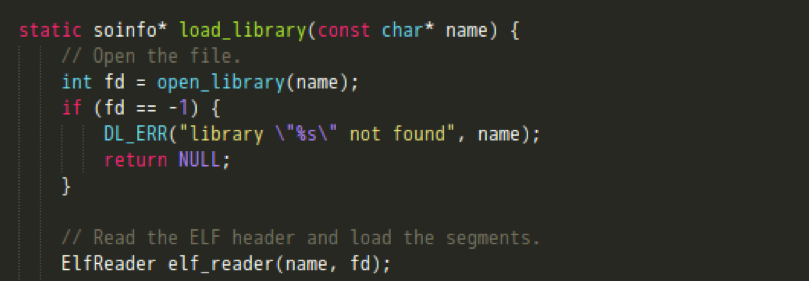 static soinfo* load_library(const char* name) {
    // Open the file.
    int fd = open_library(name);
    if (fd == -1) {
        DL_ERR("library \"%s\" not found", name);
        return NULL;
    }

    // Read the ELF header and load the segments.
    ElfReader elf_reader(name, fd);